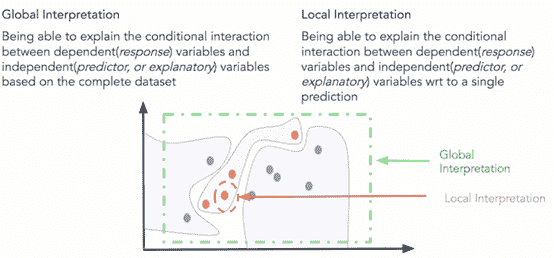 Global Interpretation
Being able to explain the conditional
interaction between dependent(response)
variables and
independent(predictor, or explanatory) variables
based on the complete dataset
Local Interpretation
Being able to explain the conditional
interaction between dependent(response)
variables and independent(predictor, or
explanatory) variables wrt to a single
prediction
Global
Interpretation
Local Interpretation